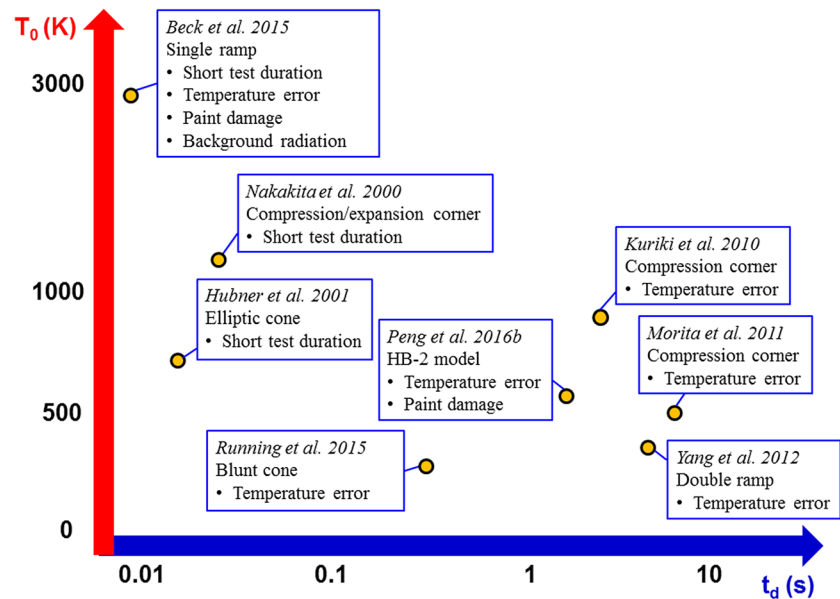 T0 (K)
3000
1000
500
0
Beck et al. 2015
Single ramp
• Short test duration
• Temperature error
• Paint damage
• Background radiation
Nakakita et al. 2000
Compression/expansion corner
• Short test duration
Hubner et al. 2001
Elliptic cone
• Short test duration
Kuriki et al. 2010
Compression corner
• Temperature error
Peng et al. 2016b
HB-2 model
• Temperature error
• Paint damage
Morita et al. 2011
Compression corner
• Temperature error
Running et al. 2015
Blunt cone
• Temperature error
Yang et al. 2012
Double ramp
• Temperature error
0.01
0.1
1
10
td (s)